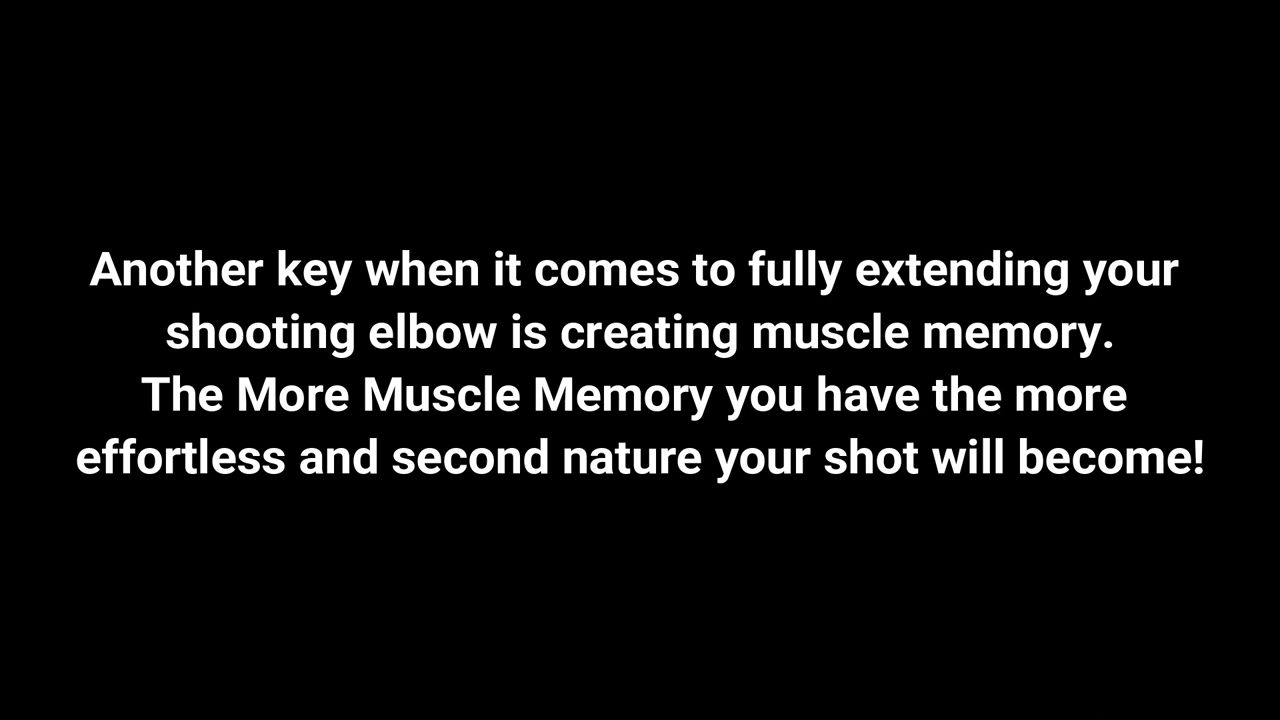 Another key when it comes to fully extending your
shooting elbow is creating muscle memory.
The More Muscle Memory you have the more
effortless and second nature your shot will become!